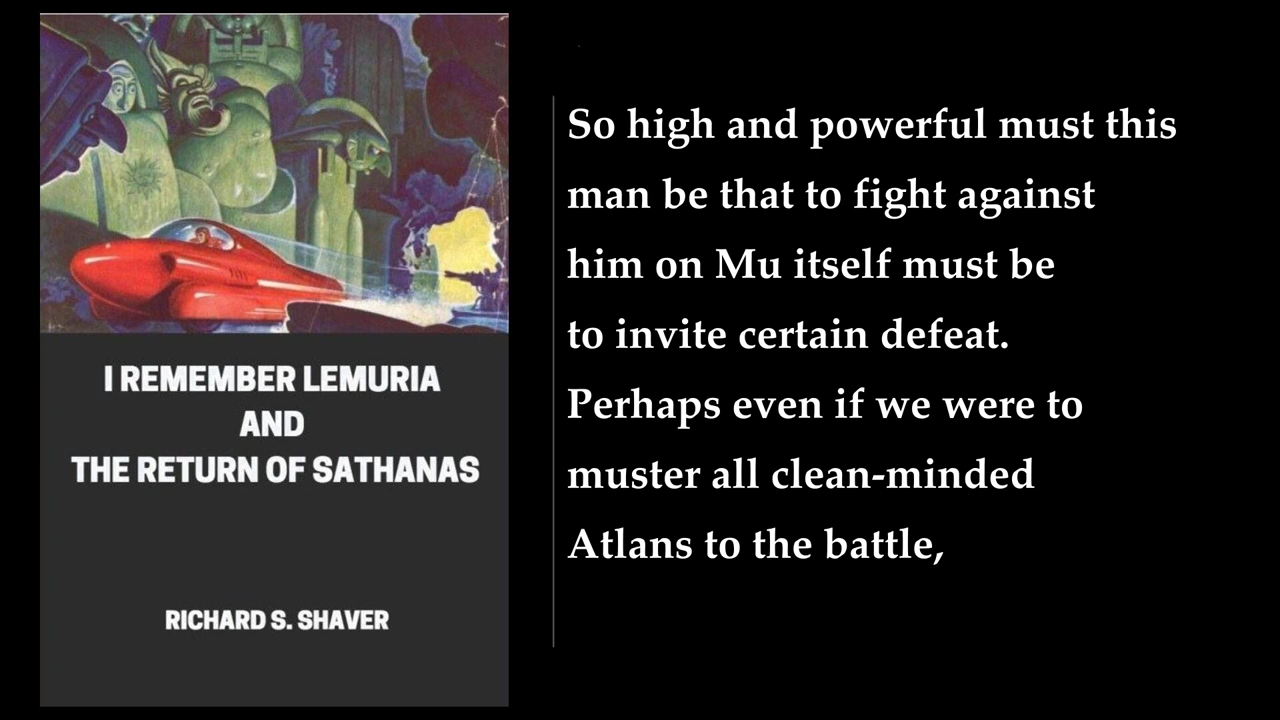 I REMEMBER LEMURIA
AND
THE RETURN OF SATHANAS
RICHARD S. SHAVER
So high and powerful must this
man be that to fight against
him on Mu itself must be
to invite certain defeat.
Perhaps even if we were to
muster all clean-minded
Atlans to the battle,